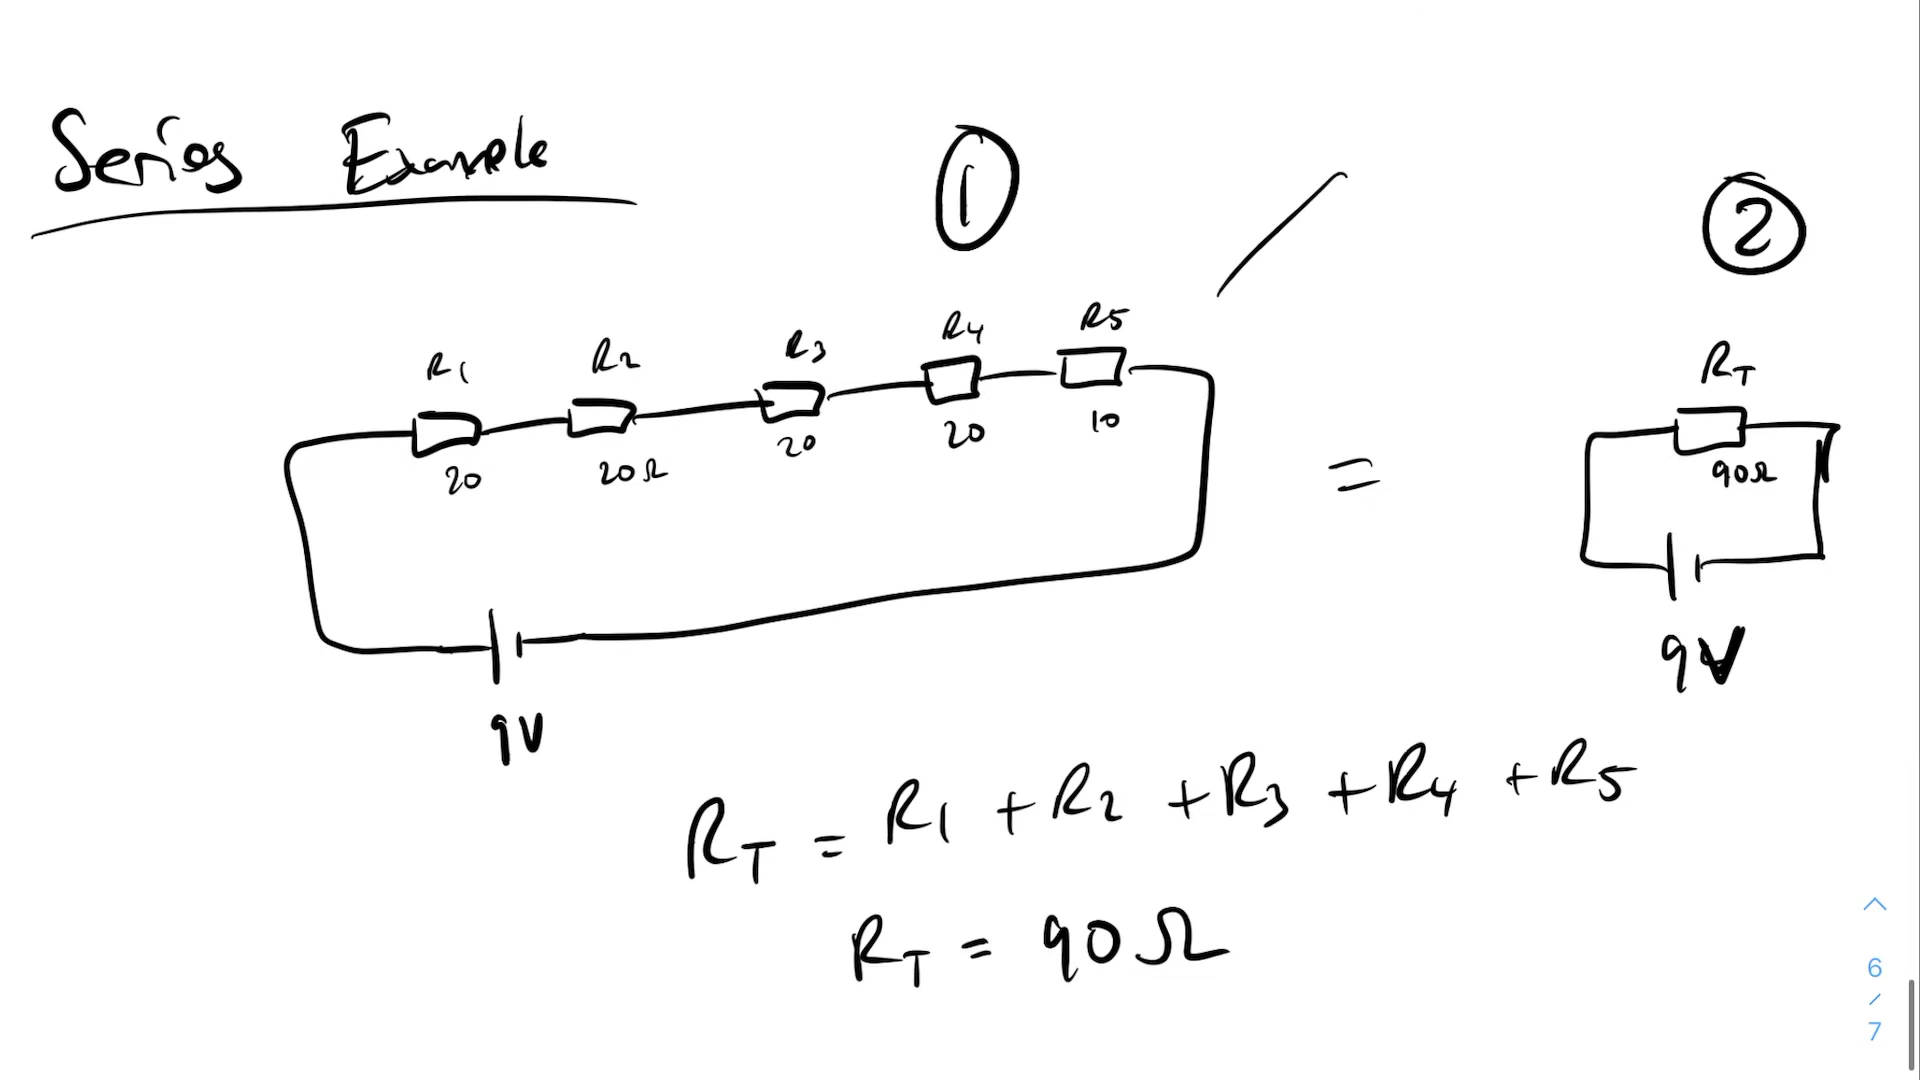 Series Example
1
2
R1
R2
R3
R4
R5
20
20Ω
20
20
10
=
RT
90Ω
9V
9V
RT = R1 + R2 + R3 + R4 + R5
RT = 90Ω
6
/
7